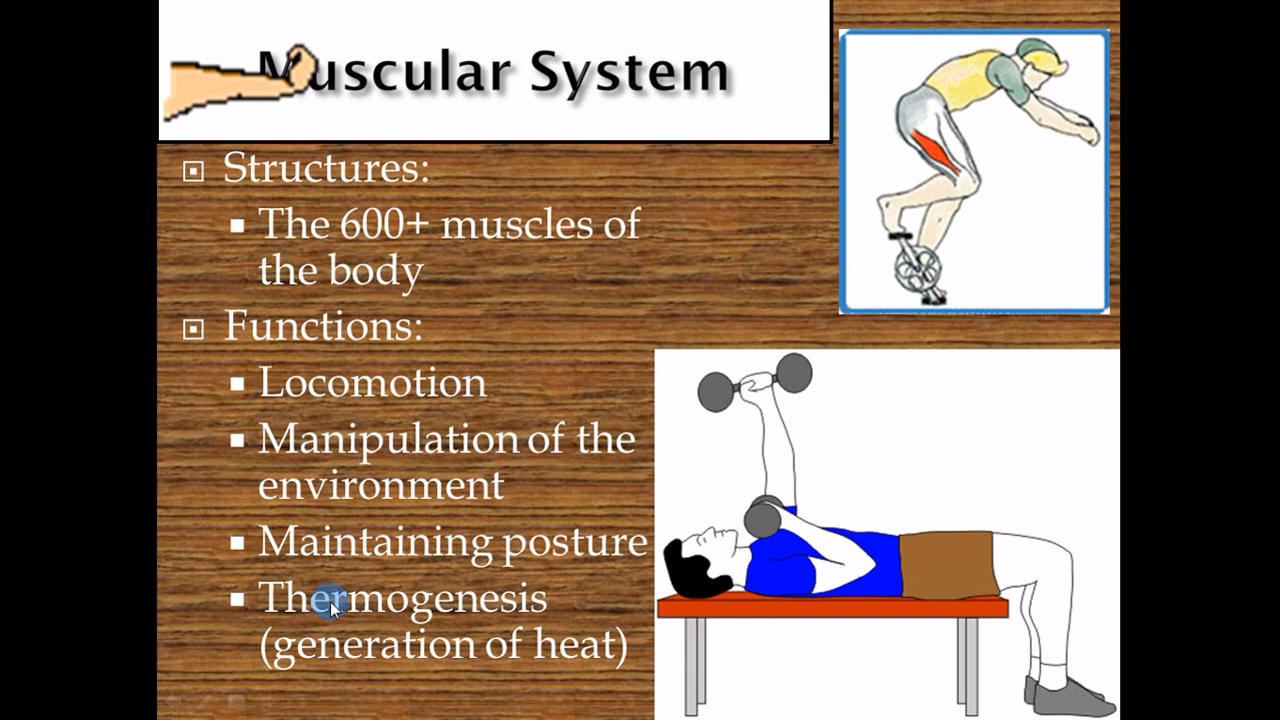 Muscular System
Structures:
The 600+ muscles of
the body
Functions:
Locomotion
Manipulation of the
environment
Maintaining posture
Thermogenesis
(generation of heat)